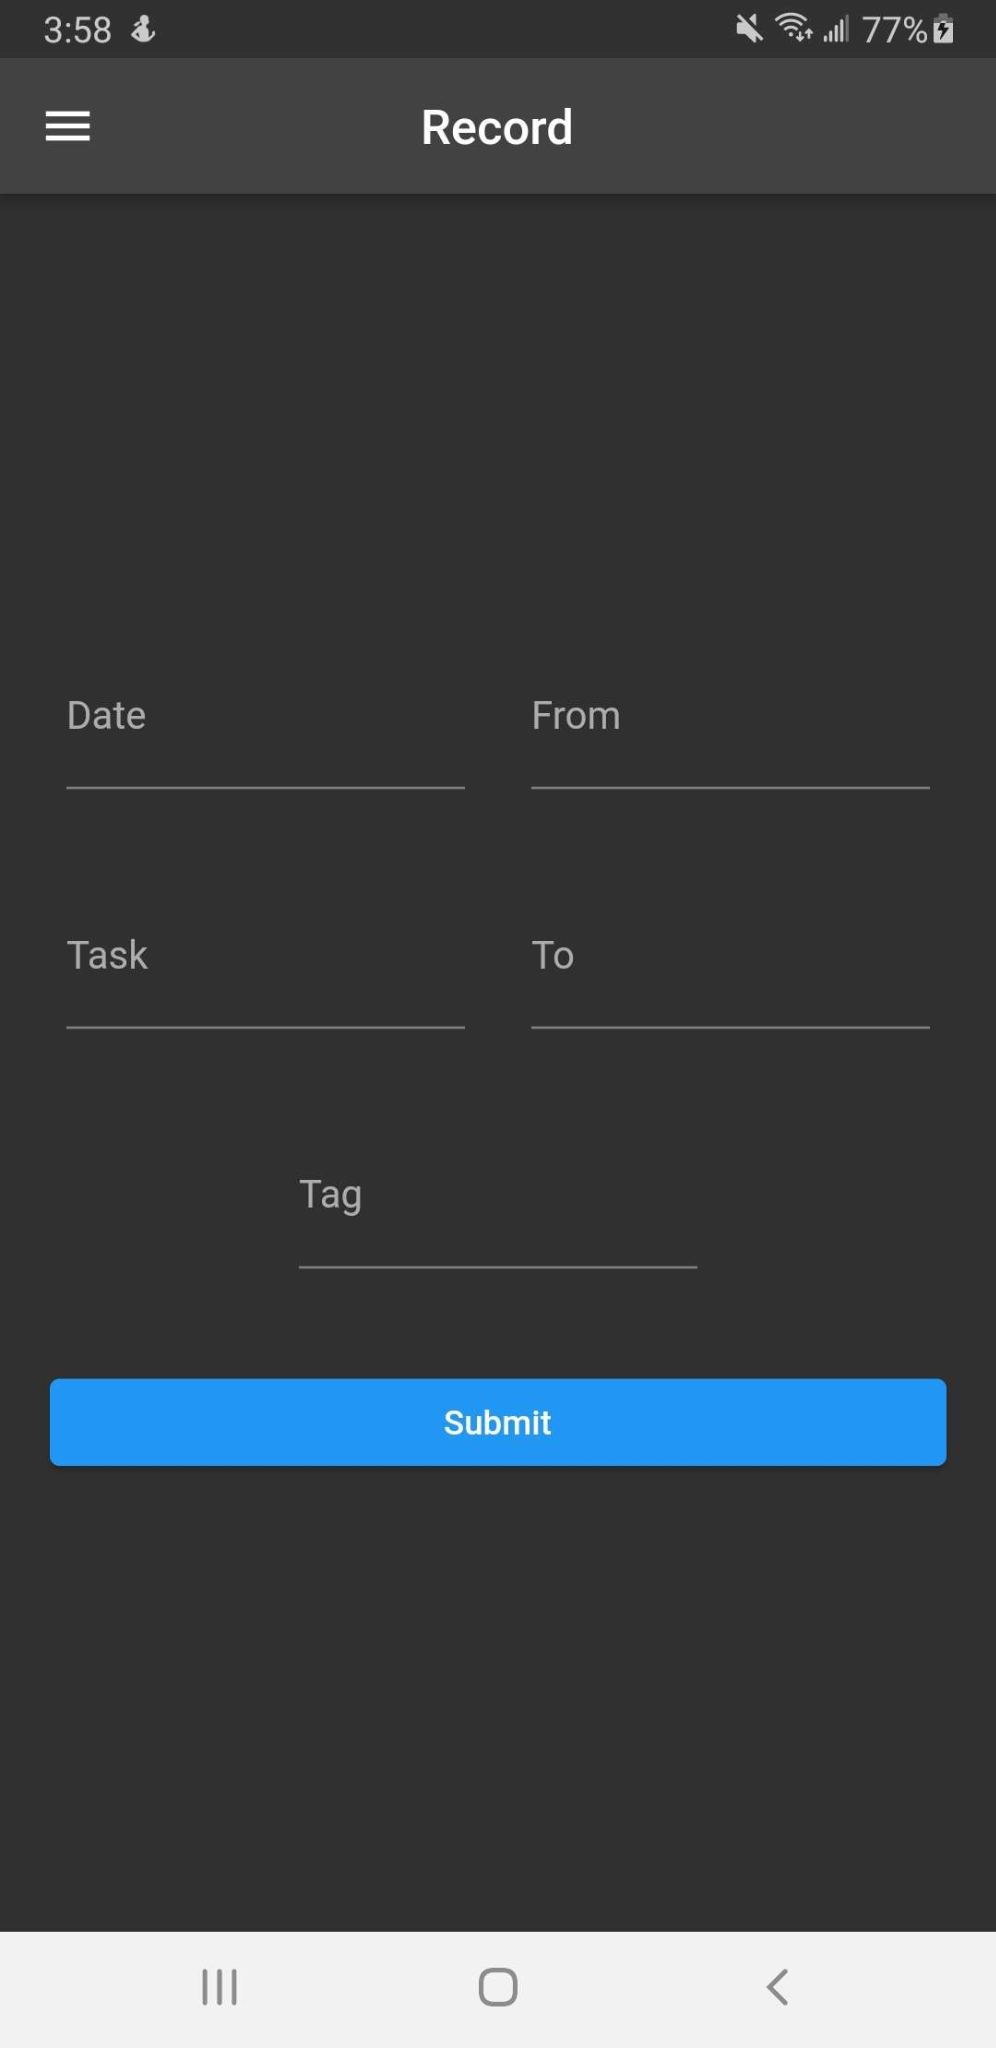 3:58 77%
Record
Date From
Task To
Tag
Submit